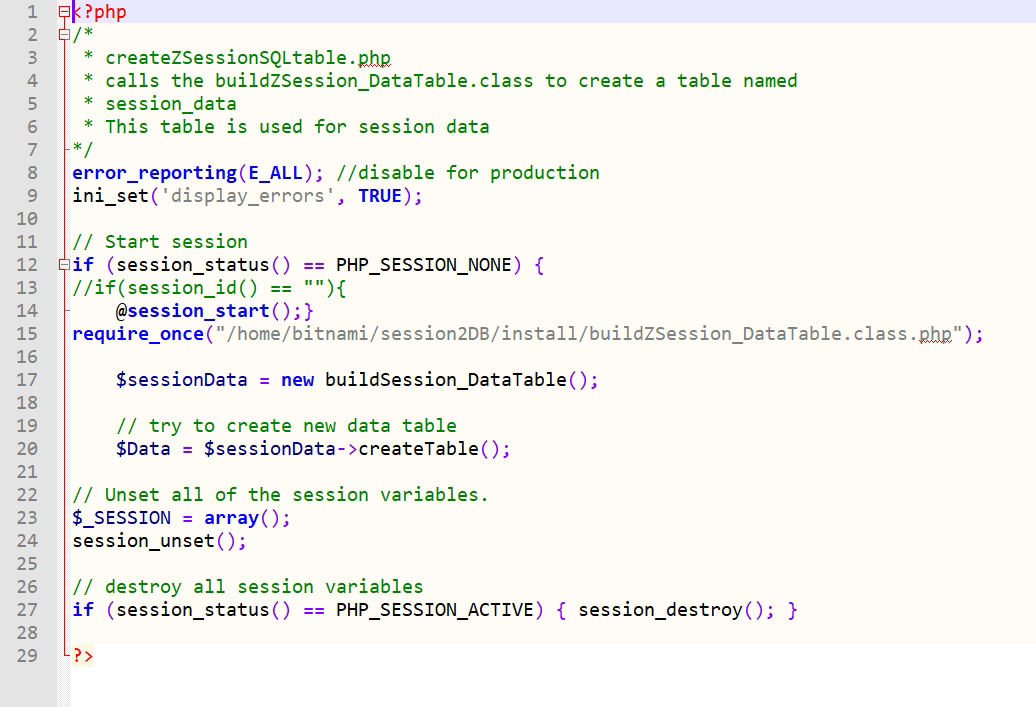 1 <?php
2 /*
3  * createZSessionSQLtable.php
4  * calls the buildZSession_DataTable.class to create a table named
5  * session_data
6  * This table is used for session data
7 */
8 error_reporting(E_ALL); //disable for production
9 ini_set('display_errors', TRUE);
10
11 // Start session
12 if (session_status() == PHP_SESSION_NONE) {
13 //if(session_id() == ""){
14     @session_start();}
15 require_once("/home/bitnami/session2DB/install/buildZSession_DataTable.class.php");
16
17     $sessionData = new buildSession_DataTable();
18
19     // try to create new data table
20     $Data = $sessionData->createTable();
21
22 // Unset all of the session variables.
23 $_SESSION = array();
24 session_unset();
25
26 // destroy all session variables
27 if (session_status() == PHP_SESSION_ACTIVE) { session_destroy(); }
28
29 ?>